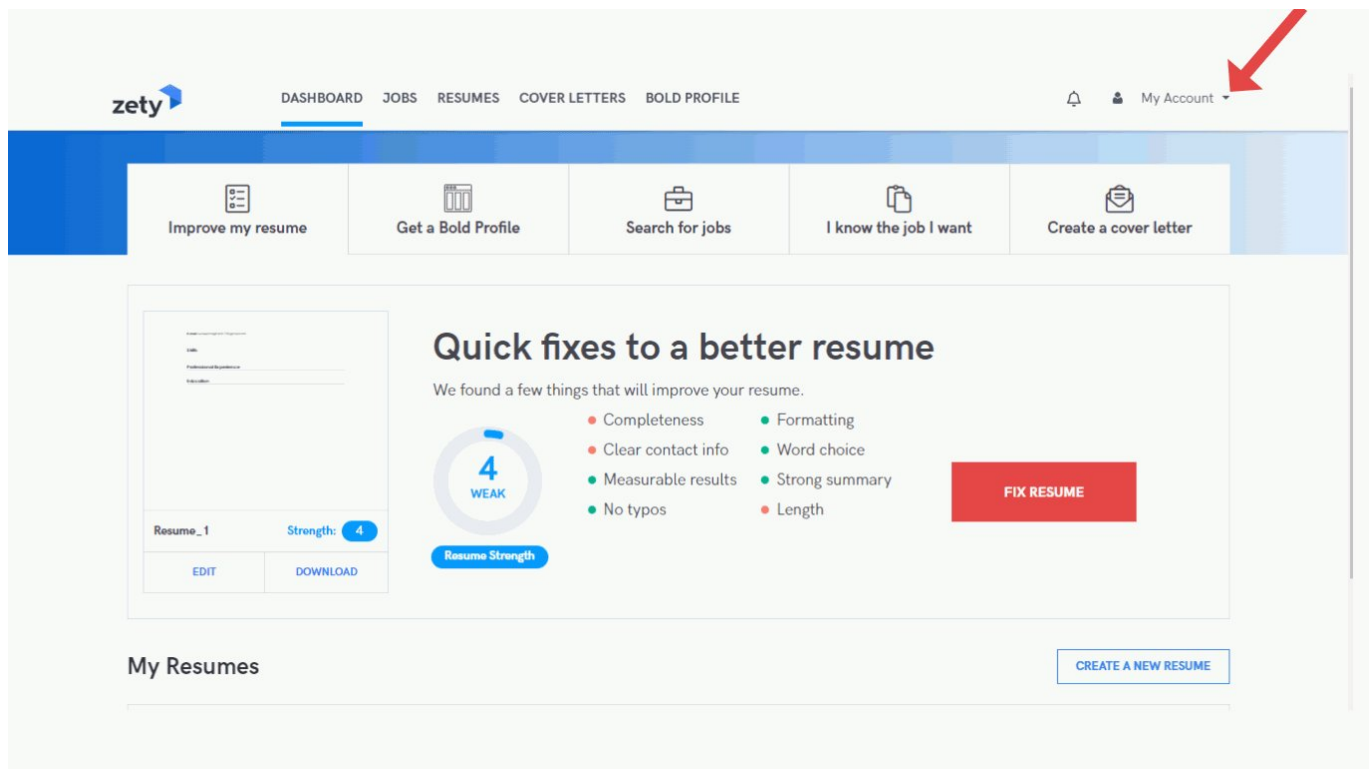 zety
DASHBOARD JOBS RESUMES COVER LETTERS BOLD PROFILE
My Account
Improve my resume
Get a Bold Profile
Search for jobs
I know the job I want
Create a cover letter
Quick fixes to a better resume
We found a few things that will improve your resume.
Completeness
Clear contact info
Measurable results
No typos
Formatting
Word choice
Strong summary
Length
4
WEAK
Resume Strength
FIX RESUME
Professional Experience
Education
Resume_1
Strength: 4
EDIT
DOWNLOAD
My Resumes
CREATE A NEW RESUME